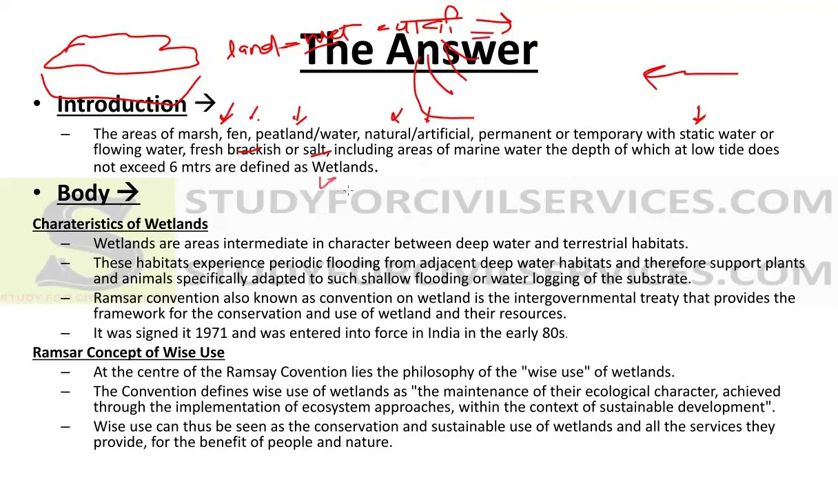 land – wet
The Answer
• Introduction →
– The areas of marsh, fen, peatland/water, natural/artificial, permanent or temporary with static water or
flowing water, fresh brackish or salt, including areas of marine water the depth of which at low tide does
not exceed 6 mtrs are defined as Wetlands.
STUDYFORCIVILSERVICES.COM
• Body →
Charateristics of Wetlands
– Wetlands are areas intermediate in character between deep water and terrestrial habitats.
– These habitats experience periodic flooding from adjacent deep water habitats and therefore support plants
and animals specifically adapted to such shallow flooding or water logging of the substrate.
– Ramsar convention also known as convention on wetland is the intergovernmental treaty that provides the
framework for the conservation and use of wetland and their resources.
– It was signed it 1971 and was entered into force in India in the early 80s.
Ramsar Concept of Wise Use
– At the centre of the Ramsay Covention lies the philosophy of the "wise use" of wetlands.
– The Convention defines wise use of wetlands as "the maintenance of their ecological character, achieved
through the implementation of ecosystem approaches, within the context of sustainable development".
– Wise use can thus be seen as the conservation and sustainable use of wetlands and all the services they
provide, for the benefit of people and nature.